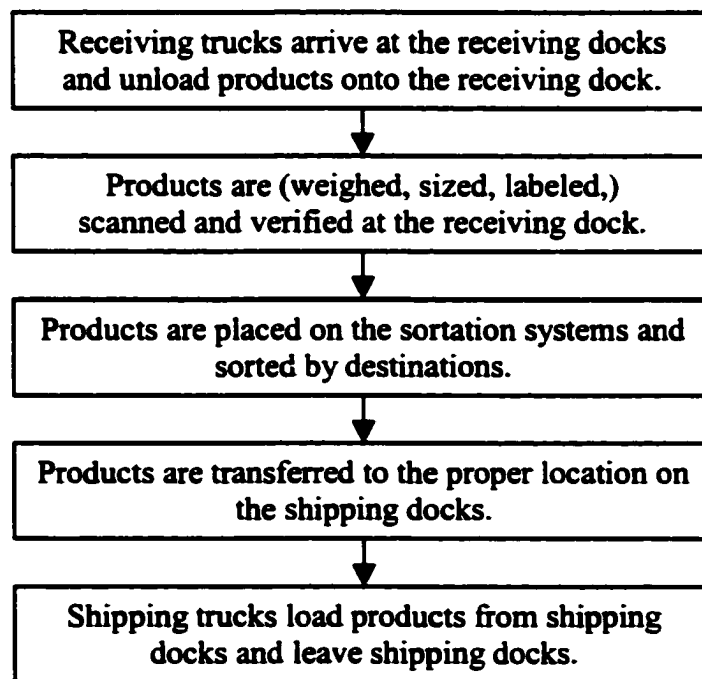 Receiving trucks arrive at the receiving docks
and unload products onto the receiving dock.
Products are (weighed, sized, labeled,)
scanned and verified at the receiving dock.
Products are placed on the sortation systems and
sorted by destinations.
Products are transferred to the proper location on
the shipping docks.
Shipping trucks load products from shipping
docks and leave shipping docks.